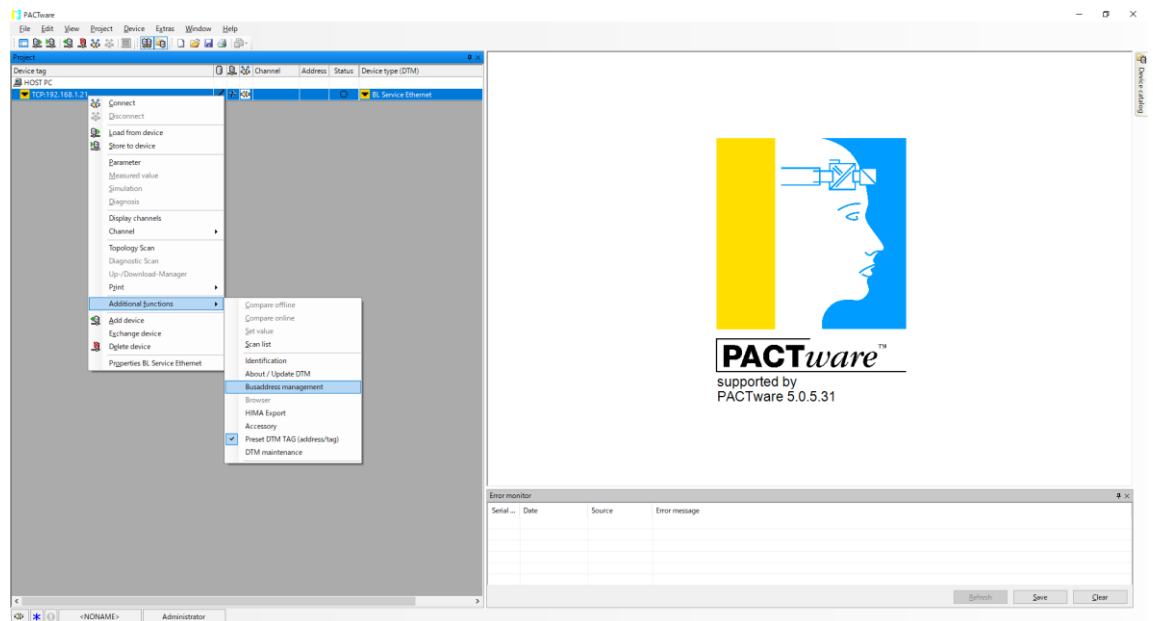 PACTware
File Edit View Project Device Extras Window Help
Project
Device tag Channel Address Status Device type (DTM)
HOST PC
TCP:192.168.1.21 BL Service Ethernet
Connect
Disconnect
Load from device
Store to device
Parameter
Measured value
Simulation
Diagnosis
Display channels
Channel
Topology Scan
Diagnostic Scan
Up-/Download-Manager
Print
Additional functions
Add device
Exchange device
Delete device
Properties BL Service Ethernet
Compare offline
Compare online
Set value
Scan list
Identification
About / Update DTM
Busaddress management
Browser
HIMA Export
Accessory
Preset DTM TAG (address/tag)
DTM maintenance
Device catalog
PACTware™
supported by
PACTware 5.0.5.31
Error monitor
Serial ... Date Source Error message
Refresh Save Clear
<NONAME> Administrator